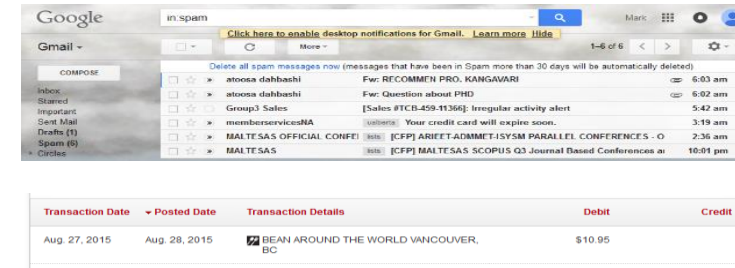 Google in:spam Mark
Click here to enable desktop notifications for Gmail. Learn more Hide
Gmail More 1–6 of 6
Delete all spam messages now (messages that have been in Spam more than 30 days will be automatically deleted)
COMPOSE
atoosa dahbashi Fw: RECOMMEN PRO. KANGAVARI 6:03 am
Inbox
atoosa dahbashi Fw: Question about PHD 6:02 am
Starred
Group3 Sales [Sales #TCB-459-11366]: Irregular activity alert 5:42 am
Important
Sent Mail
memberservicesNA ualberta Your credit card will expire soon. 3:19 am
Drafts (1)
MALTESAS OFFICIAL CONFEI lists [CFP] ARIEET-ADMMET-ISYSM PARALLEL CONFERENCES - O 2:36 am
Spam (6)
MALTESAS lists [CFP] MALTESAS SCOPUS Q3 Journal Based Conferences a 10:01 pm
Circles
Transaction Date Posted Date Transaction Details Debit Credit
Aug. 27, 2015 Aug. 28, 2015 BEAN AROUND THE WORLD VANCOUVER, $10.95
BC